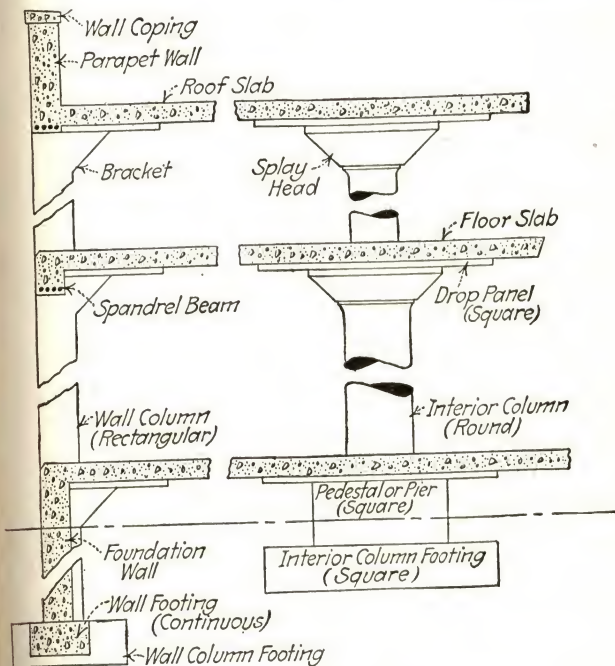 Wall Coping
Parapet Wall
Roof Slab
Bracket
Splay
Head
Floor Slab
Spandrel Beam
Drop Panel
(Square)
Wall Column
(Rectangular)
Interior Column
(Round)
Pedestal or Pier
(Square)
Foundation
Wall
Interior Column Footing
(Square)
Wall Footing
(Continuous)
Wall Column Footing